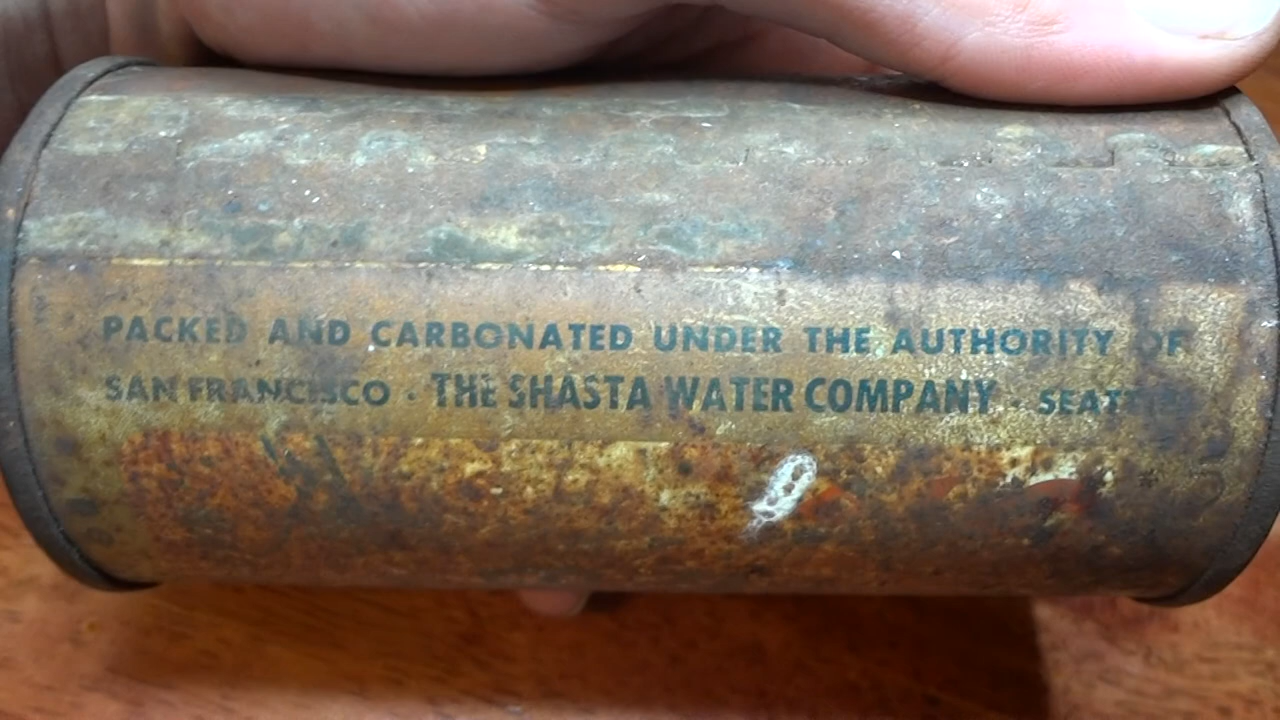 PACKED AND CARBONATED UNDER THE AUTHORITY OF
SAN FRANCISCO · THE SHASTA WATER COMPANY ·